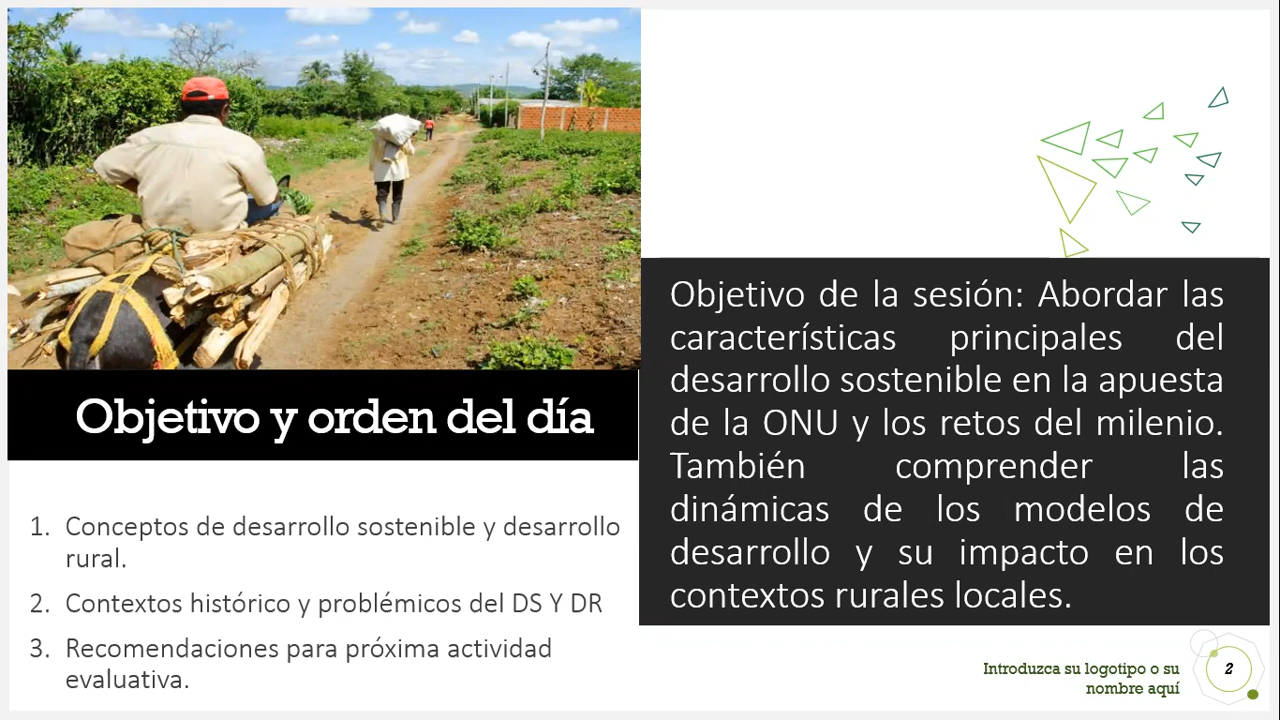 Objetivo y orden del día
1. Conceptos de desarrollo sostenible y desarrollo
rural.
2. Contextos histórico y problémicos del DS Y DR
3. Recomendaciones para próxima actividad
evaluativa.
Objetivo de la sesión: Abordar las
características principales del
desarrollo sostenible en la apuesta
de la ONU y los retos del milenio.
También comprender las
dinámicas de los modelos de
desarrollo y su impacto en los
contextos rurales locales.
Introduzca su logotipo o su
nombre aquí
2